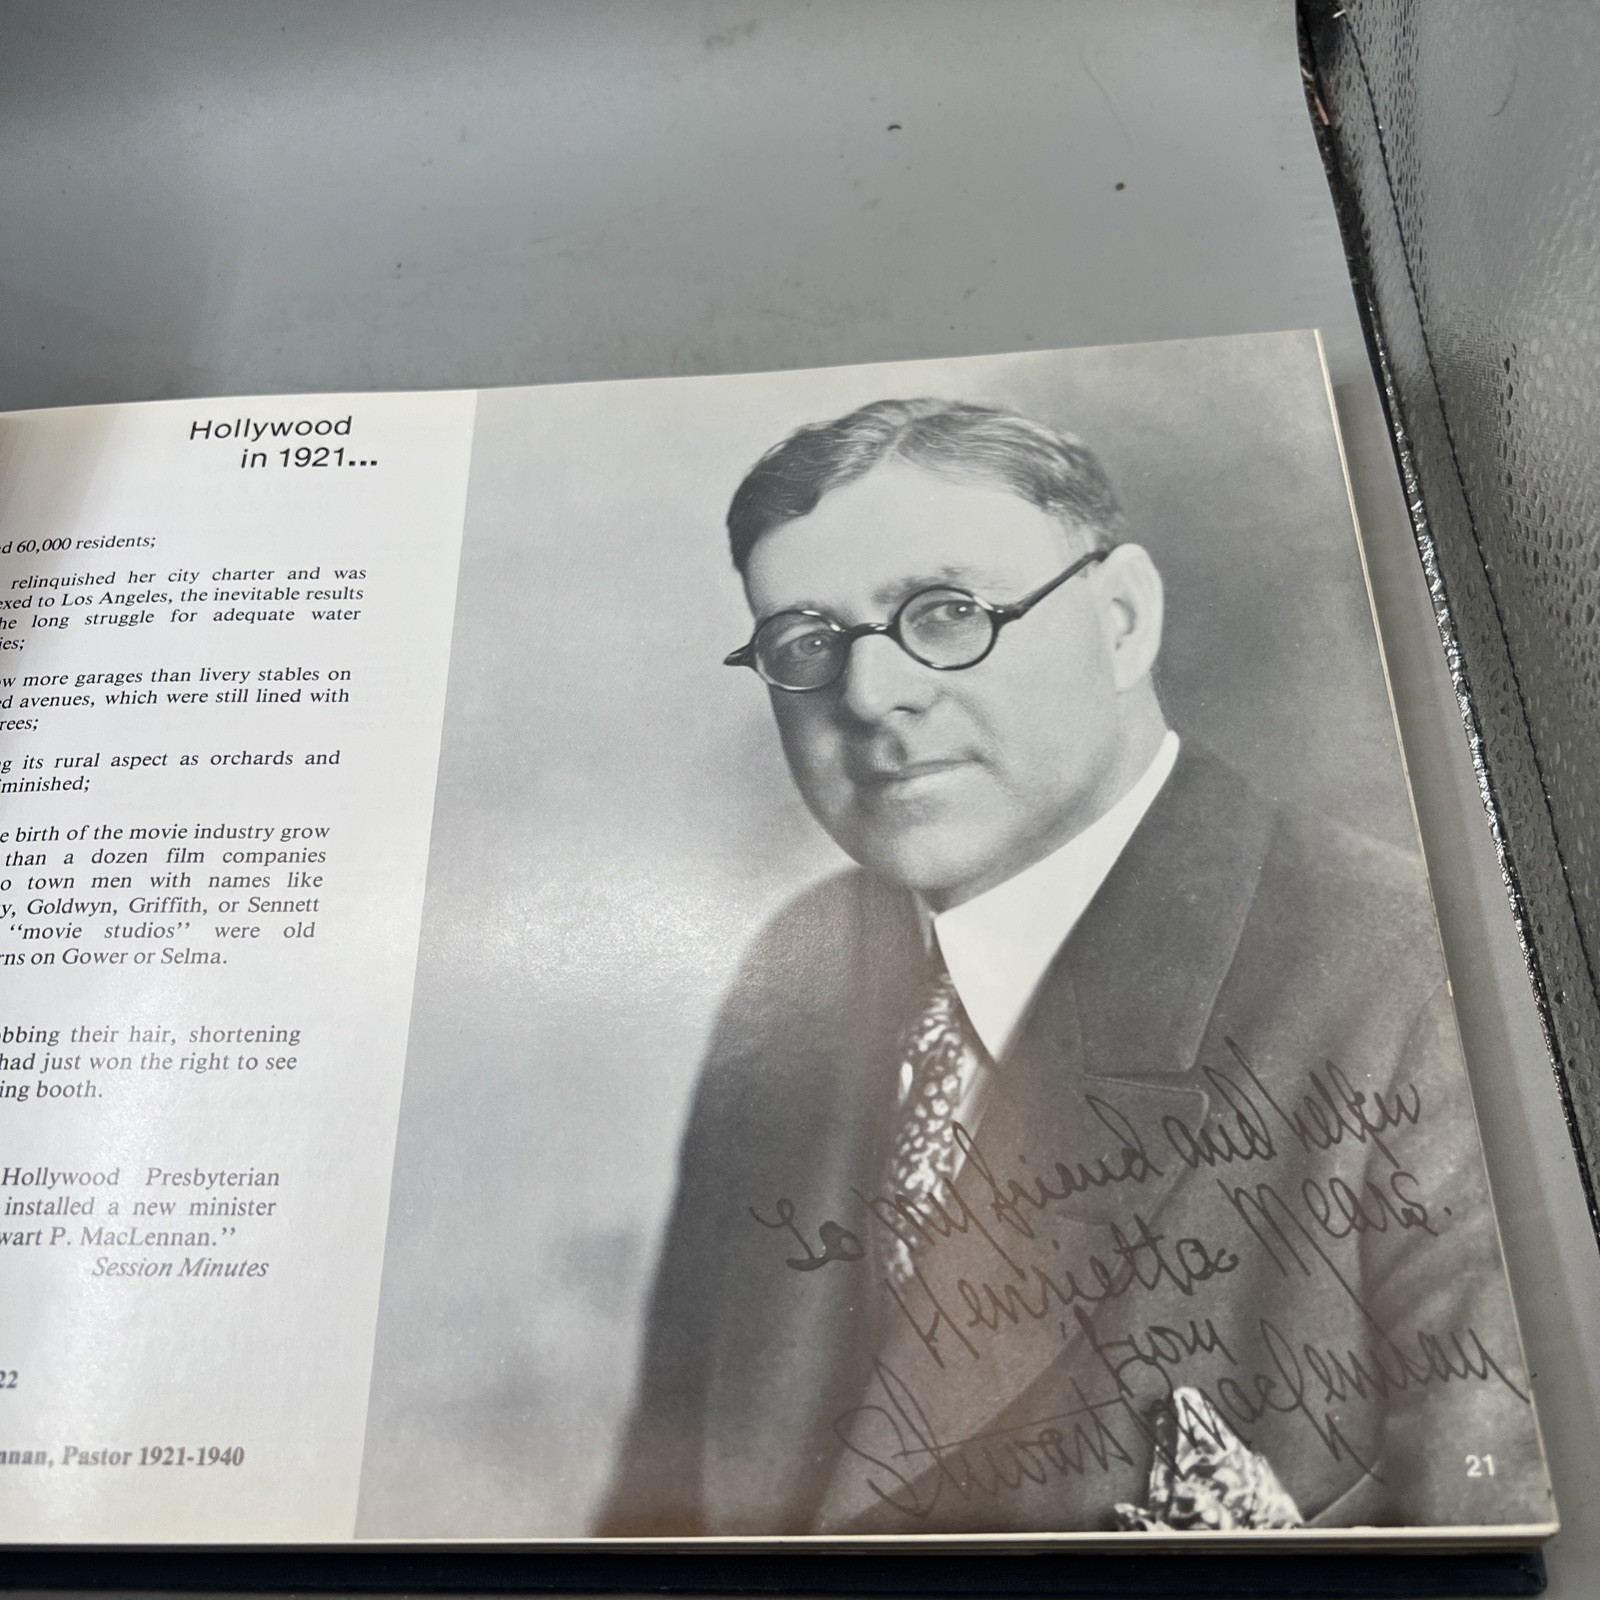 Hollywood
in 1921...
d 60,000 residents;
relinquished her city charter and was
exed to Los Angeles, the inevitable results
he long struggle for adequate water
ies;
w more garages than livery stables on
ed avenues, which were still lined with
rees;
g its rural aspect as orchards and
minished;
e birth of the movie industry grow
than a dozen film companies
o town men with names like
y, Goldwyn, Griffith, or Sennett
“movie studios” were old
rns on Gower or Selma.
obbing their hair, shortening
had just won the right to see
ing booth.
Hollywood Presbyterian
installed a new minister
wart P. MacLennan.”
Session Minutes
22
nnan, Pastor 1921-1940
To my friend and helper
Henrietta Mears.
from
Stewart P. MacLennan
21